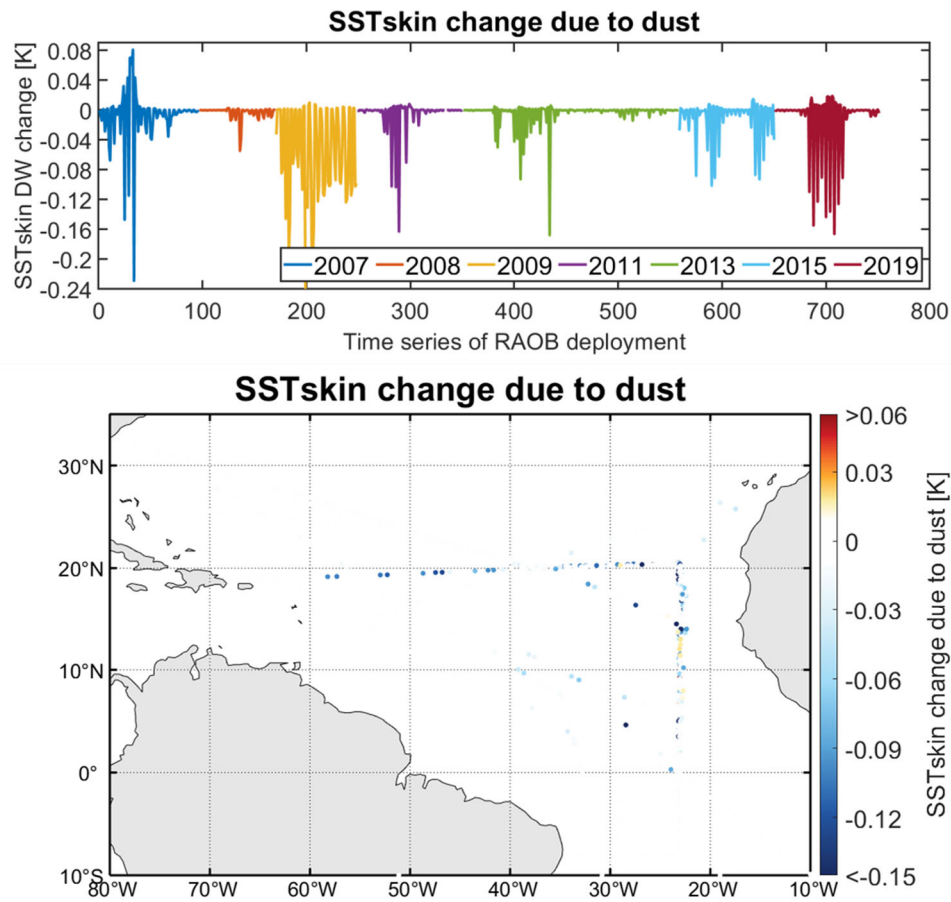 SSTskin change due to dust
SSTskin DW change [K]
0.08
0.04
0
-0.04
-0.08
-0.12
-0.16
-0.2
-0.24
2007 2008 2009 2011 2013 2015 2019
0 100 200 300 400 500 600 700 800
Time series of RAOB deployment
SSTskin change due to dust
30°N
20°N
10°N
0°
10°S
80°W 70°W 60°W 50°W 40°W 30°W 20°W 10°W
>0.06
0.03
0
-0.03
-0.06
-0.09
-0.12
<-0.15
SSTskin change due to dust [K]